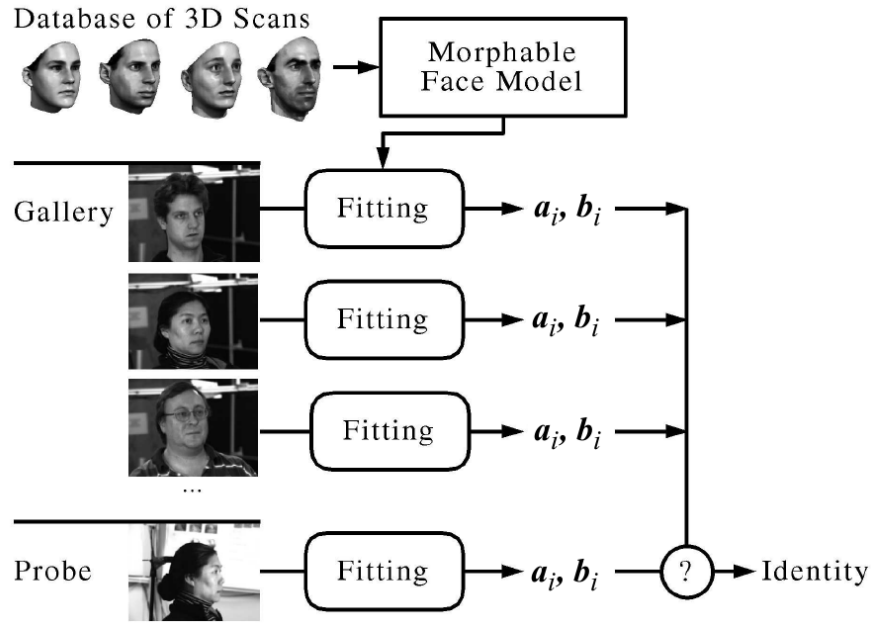 Database of 3D Scans
Morphable
Face Model
Gallery
Fitting
a_i, b_i
Fitting
a_i, b_i
Fitting
a_i, b_i
...
Probe
Fitting
a_i, b_i
?
Identity